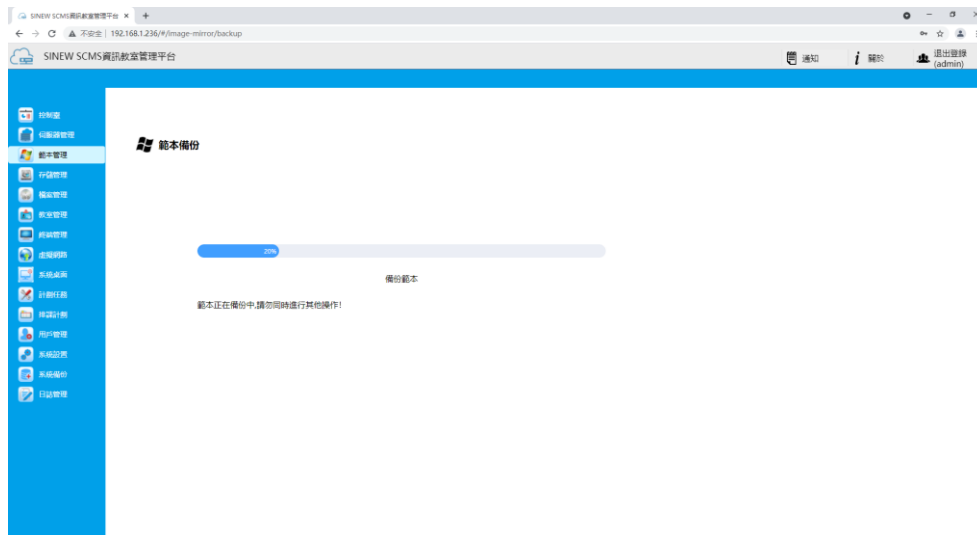 SINEW SCMS資訊教室管理平台 × +
不安全 | 192.168.1.236/#/image-mirror/backup
SINEW SCMS資訊教室管理平台
通知
i 關於
退出登錄
(admin)
控制臺
伺服器管理
範本管理
存儲管理
檔案管理
教室管理
終端管理
虛擬網路
系統桌面
計劃任務
排課計劃
用戶管理
系統設置
系統備份
日誌管理
範本備份
20%
備份範本
範本正在備份中,請勿同時進行其他操作!